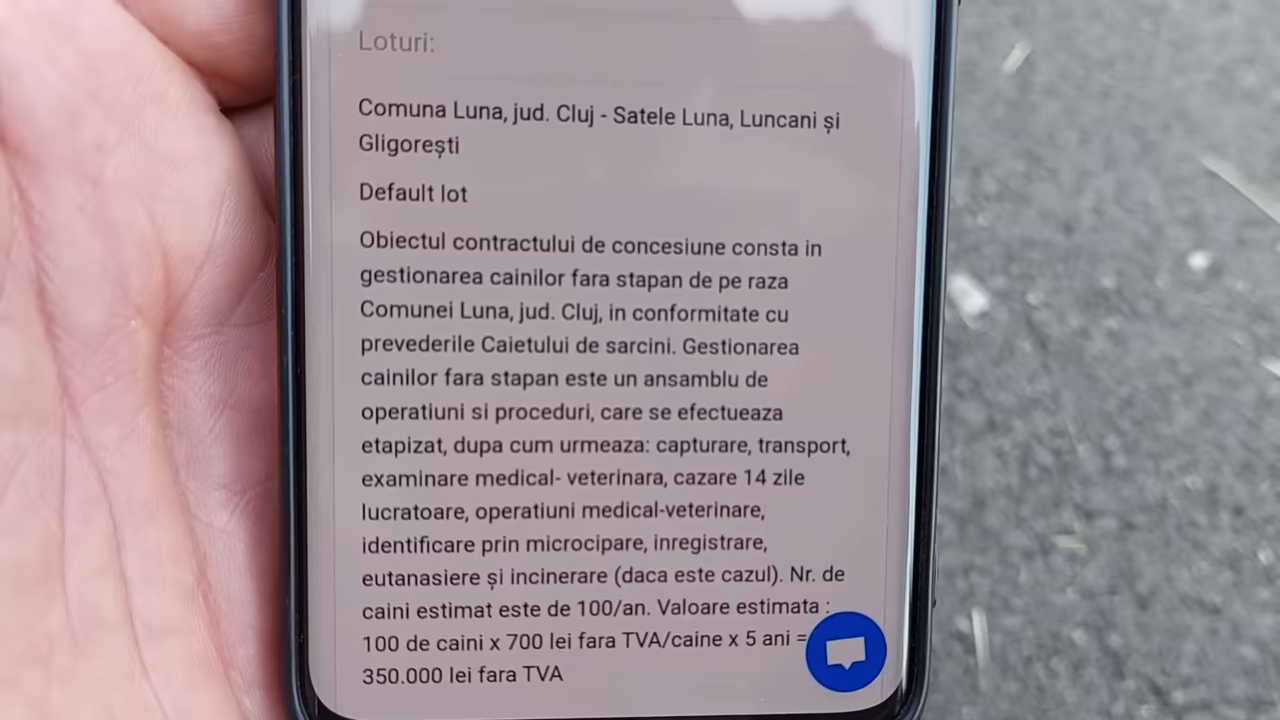 Loturi:
Comuna Luna, jud. Cluj - Satele Luna, Luncani și
Gligorești
Default lot
Obiectul contractului de concesiune consta in
gestionarea cainilor fara stapan de pe raza
Comunei Luna, jud. Cluj, in conformitate cu
prevederile Caietului de sarcini. Gestionarea
cainilor fara stapan este un ansamblu de
operatiuni si proceduri, care se efectueaza
etapizat, dupa cum urmeaza: capturare, transport,
examinare medical- veterinara, cazare 14 zile
lucratoare, operatiuni medical-veterinare,
identificare prin microcipare, inregistrare,
eutanasiere și incinerare (daca este cazul). Nr. de
caini estimat este de 100/an. Valoare estimata :
100 de caini x 700 lei fara TVA/caine x 5 ani =
350.000 lei fara TVA